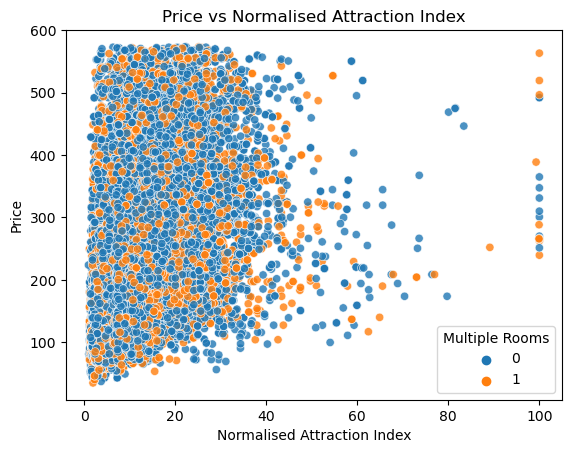 Price vs Normalised Attraction Index
600
500
400
300
200
100
Price
0 20 40 60 80 100
Normalised Attraction Index
Multiple Rooms
0
1